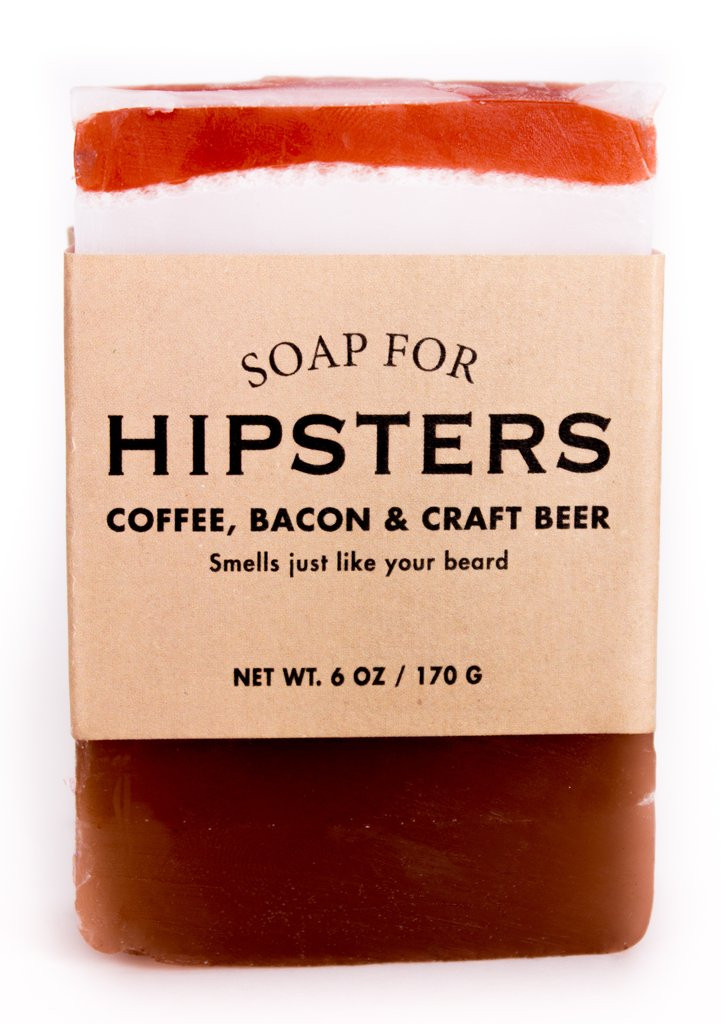 SOAP FOR
HIPSTERS
COFFEE, BACON & CRAFT BEER
Smells just like your beard
NET WT. 6 OZ / 170 G